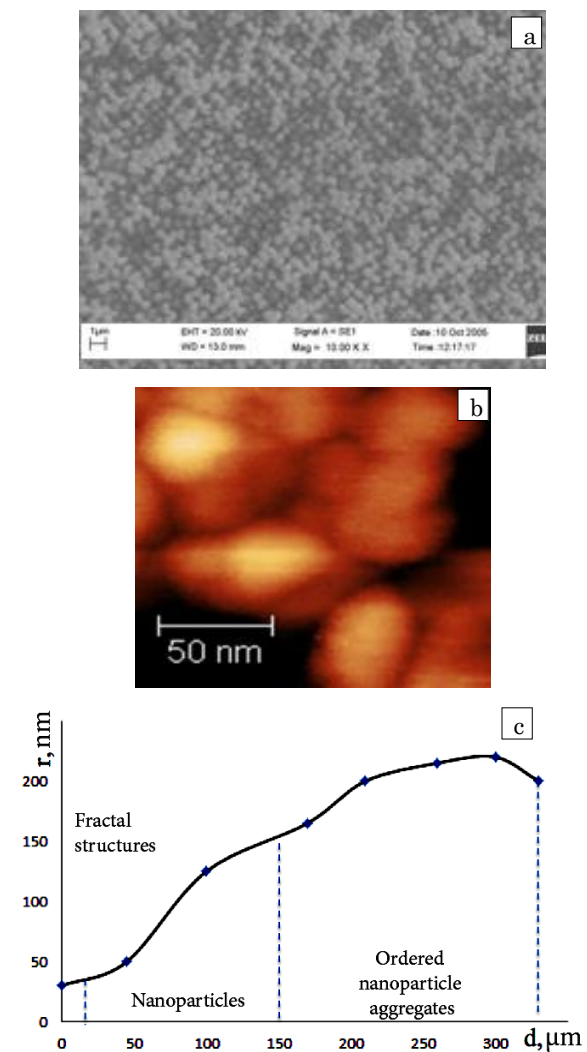 a
1µm
EHT = 20.00 kV
Signal A = SE1
Date :10 Oct 2005
WD = 13.0 mm
Mag = 10.00 K X
Time :12:17:17
b
50 nm
c
r, nm
200
150
100
50
0
Fractal
structures
Nanoparticles
Ordered
nanoparticle
aggregates
0 50 100 150 200 250 300 d, µm